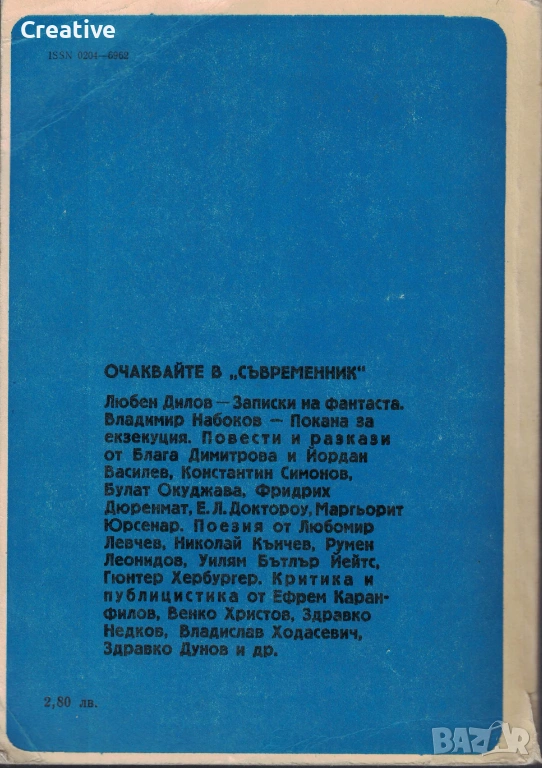 Creative
ISSN 0204—6962
ОЧАКВАЙТЕ В „СЪВРЕМЕННИК“
Любен Дилов — Записки на фантаста.
Владимир Набоков — Покана за
екзекуция. Повести и разкази
от Блага Димитрова и Йордан
Василев, Константин Симонов,
Булат Окуджава, Фридрих
Дюренмат, Е. Л. Доктороу, Маргьорит
Юрсенар. Поезия от Любомир
Левчев, Николай Кънчев, Румен
Леонидов, Уилям Бътлър Йейтс,
Гюнтер Хербургер. Критика и
публицистика от Ефрем Каран-
филов, Венко Христов, Здравко
Недков, Владислав Ходасевич,
Здравко Дунов и др.
2,80 лв.
BAZAR